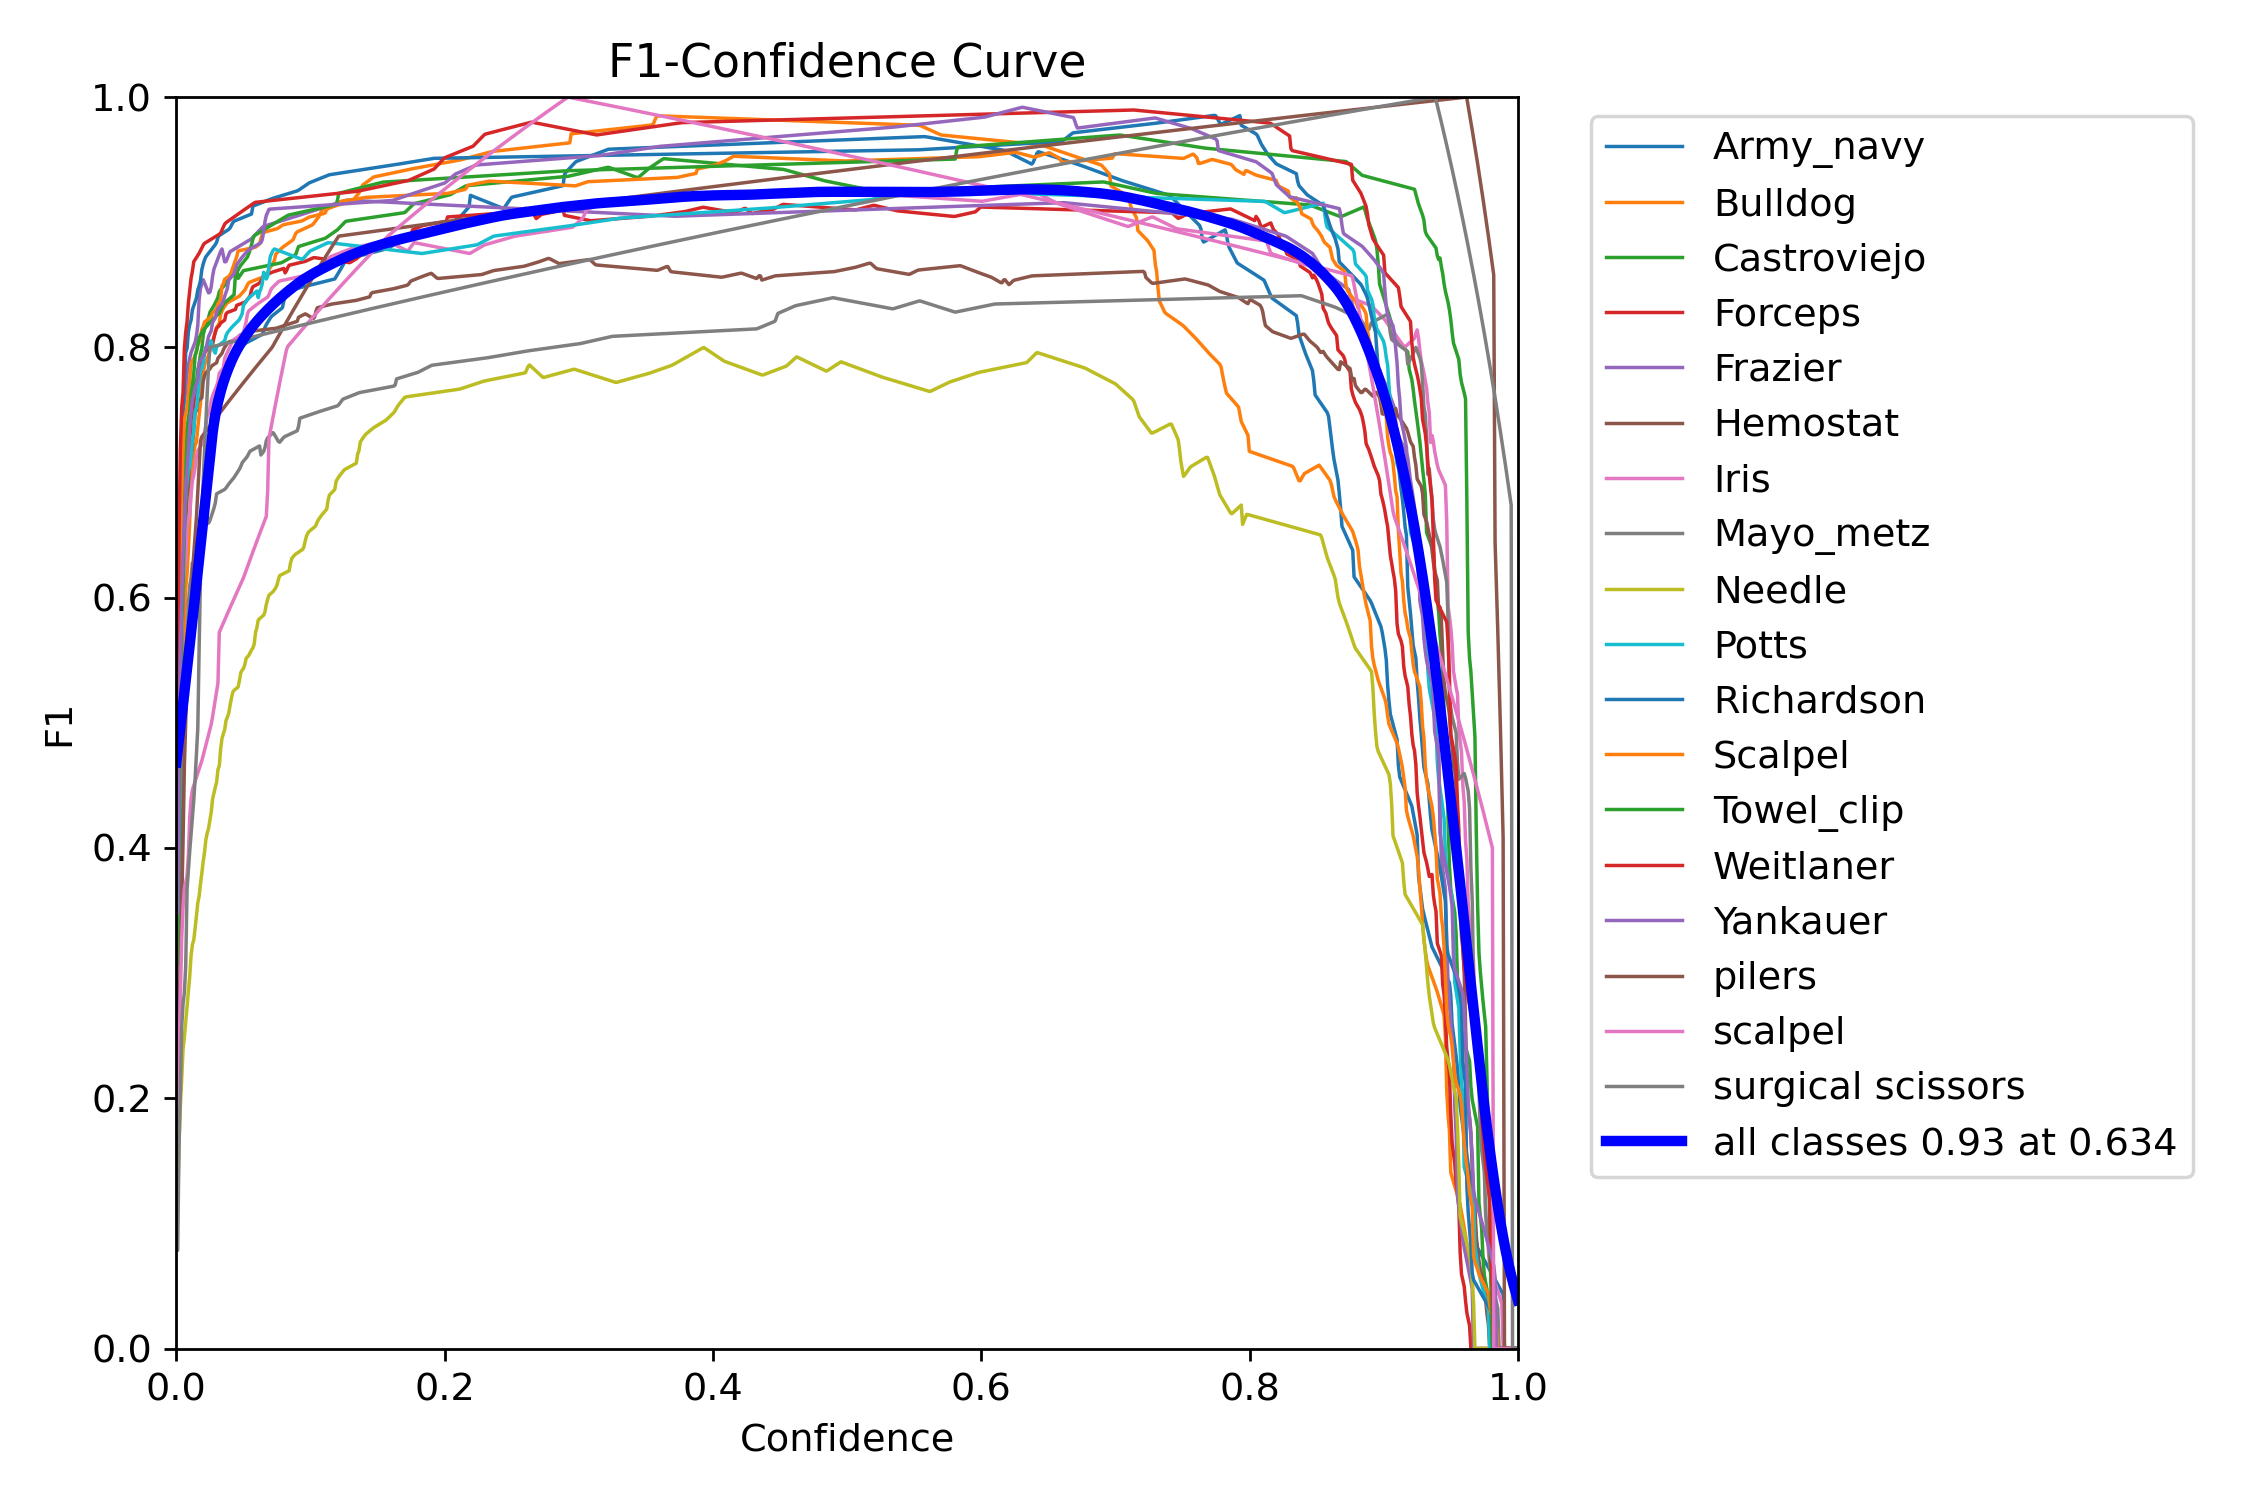 F1-Confidence Curve
1.0
0.8
0.6
0.4
0.2
0.0
F1
0.0 0.2 0.4 0.6 0.8 1.0
Confidence
Army_navy
Bulldog
Castroviejo
Forceps
Frazier
Hemostat
Iris
Mayo_metz
Needle
Potts
Richardson
Scalpel
Towel_clip
Weitlaner
Yankauer
pilers
scalpel
surgical scissors
all classes 0.93 at 0.634